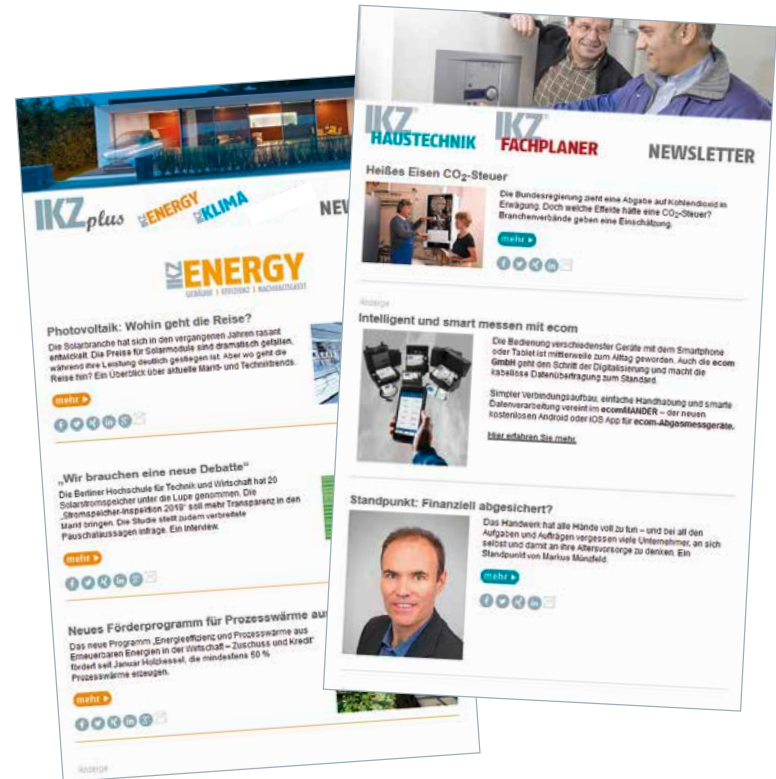 IKZplus
IKZ ENERGY
IKZ KLIMA
NEW
IKZ ENERGY
GEBÄUDE I EFFIZIENZ I NACHHALTIGKEIT
Photovoltaik: Wohin geht die Reise?
Die Solarbranche hat sich in den vergangenen Jahren rasant
entwickelt. Die Preise für Solarmodule sind dramatisch gefallen,
während ihre Leistung deutlich gestiegen ist. Aber wo geht die
Reise hin? Ein Überblick über aktuelle Markt- und Techniktrends.
mehr
„Wir brauchen eine neue Debatte“
Die Berliner Hochschule für Technik und Wirtschaft hat 20
Solarstromspeicher unter die Lupe genommen. Die
„Stromspeicher-Inspektion 2018“ soll mehr Transparenz in den
Markt bringen. Die Studie stellt zudem verbreitete
Pauschalaussagen infrage. Ein Interview.
mehr
Neues Förderprogramm für Prozesswärme aus
Das neue Programm „Energieeffizienz und Prozesswärme aus
Erneuerbaren Energien in der Wirtschaft – Zuschuss und Kredit“
fördert seit Januar Holzkessel, die mindestens 50 %
Prozesswärme erzeugen.
mehr
Anzeige
IKZ HAUSTECHNIK
IKZ FACHPLANER
NEWSLETTER
Heißes Eisen CO₂-Steuer
Die Bundesregierung zieht eine Abgabe auf Kohlendioxid in
Erwägung. Doch welche Effekte hätte eine CO₂-Steuer?
Branchenverbände geben eine Einschätzung.
mehr
Anzeige
Intelligent und smart messen mit ecom
Die Bedienung verschiedenster Geräte mit dem Smartphone
oder Tablet ist mittlerweile zum Alltag geworden. Auch die ecom
GmbH geht den Schritt der Digitalisierung und macht die
kabellose Datenübertragung zum Standard.
Simpler Verbindungsaufbau, einfache Handhabung und smarte
Datenverarbeitung vereint im ecomMANDER – der neuen
kostenlosen Android oder iOS App für ecom-Abgasmessgeräte.
Hier erfahren Sie mehr.
Standpunkt: Finanziell abgesichert?
Das Handwerk hat alle Hände voll zu tun – und bei all den
Aufgaben und Aufträgen vergessen viele Unternehmer, an sich
selbst und damit an ihre Altersvorsorge zu denken. Ein
Standpunkt von Markus Münzfeld.
mehr